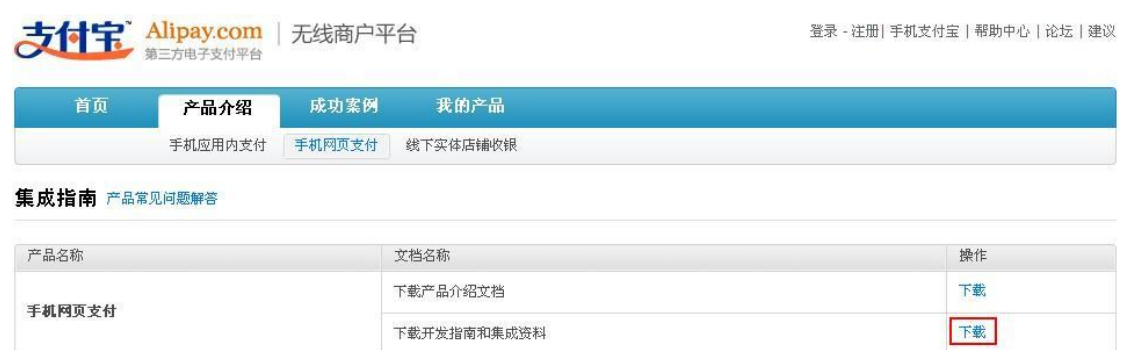 支付宝 Alipay.com 无线商户平台 登录 - 注册| 手机支付宝 | 帮助中心 | 论坛 | 建议
第三方电子支付平台
首页 产品介绍 成功案例 我的产品
手机应用内支付 手机网页支付 线下实体店铺收银
集成指南 产品常见问题解答
产品名称 文档名称 操作
下载产品介绍文档 下载
手机网页支付
下载开发指南和集成资料 下载